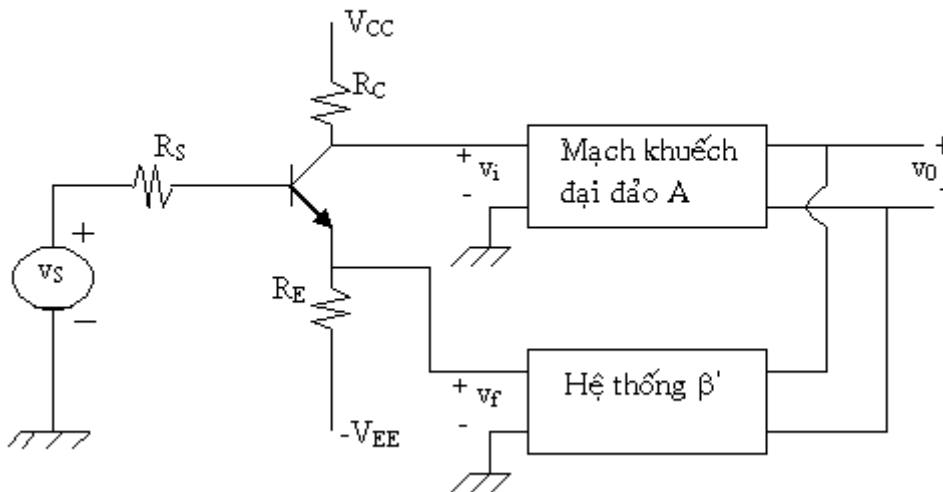 VCC
RC
RS
+
vi
-
Mạch khuếch
đại đảo A
+
v0
-
+
vS
−
RE
+
vf
-
Hệ thống β'
-VEE